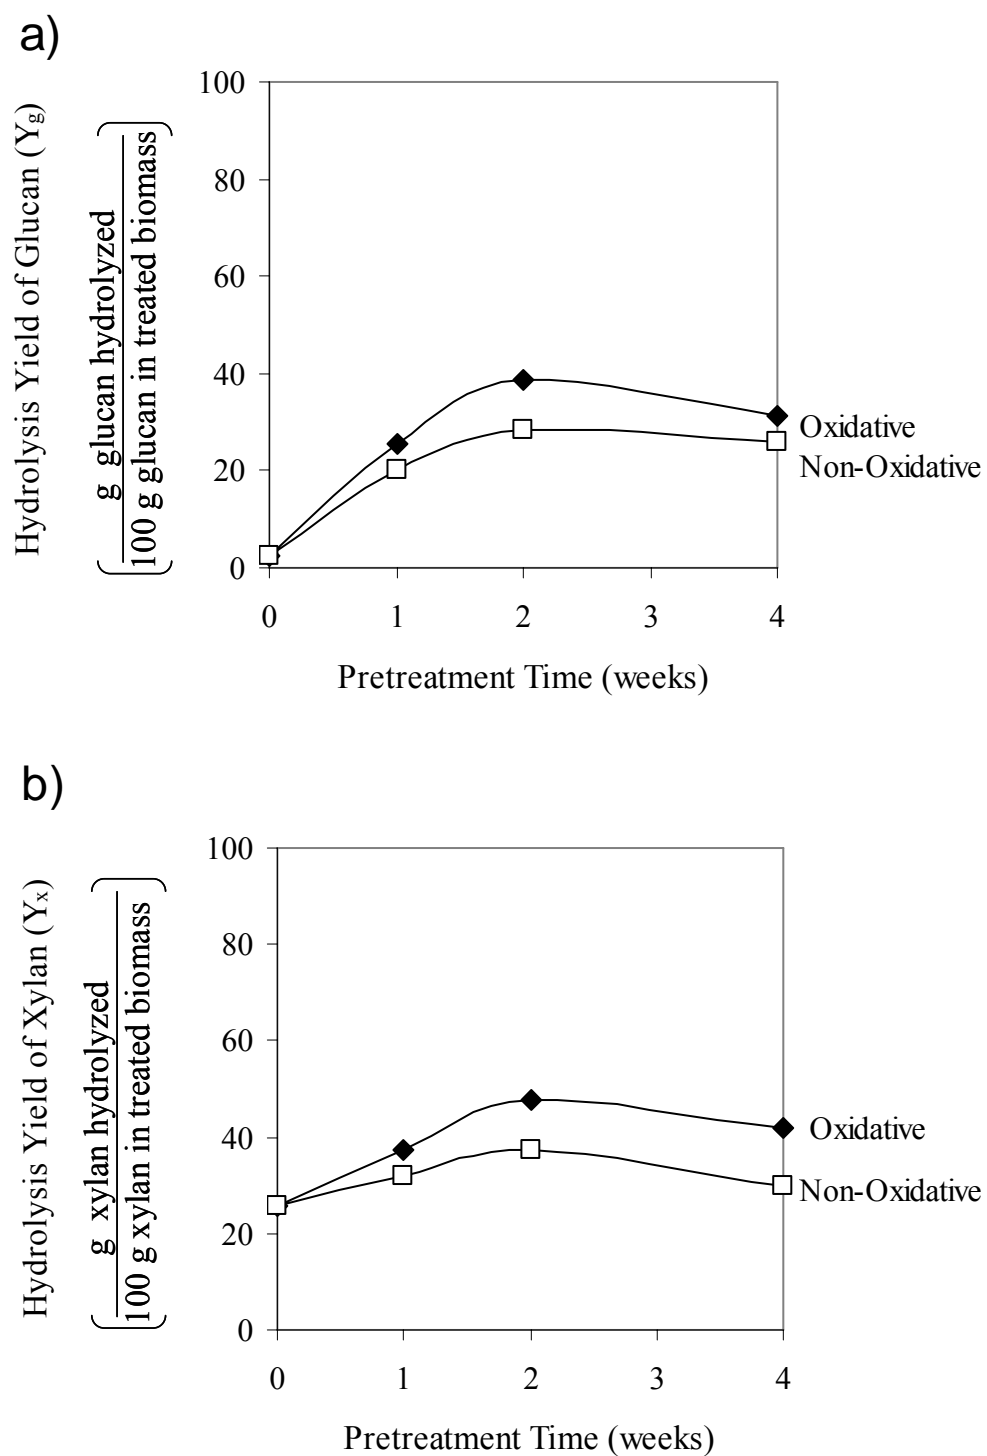 a)
Hydrolysis Yield of Glucan (Yg)
g glucan hydrolyzed
100 g glucan in treated biomass
100
80
60
40
20
0
0 1 2 3 4
Oxidative
Non-Oxidative
Pretreatment Time (weeks)
b)
Hydrolysis Yield of Xylan (Yx)
g xylan hydrolyzed
100 g xylan in treated biomass
100
80
60
40
20
0
0 1 2 3 4
Oxidative
Non-Oxidative
Pretreatment Time (weeks)